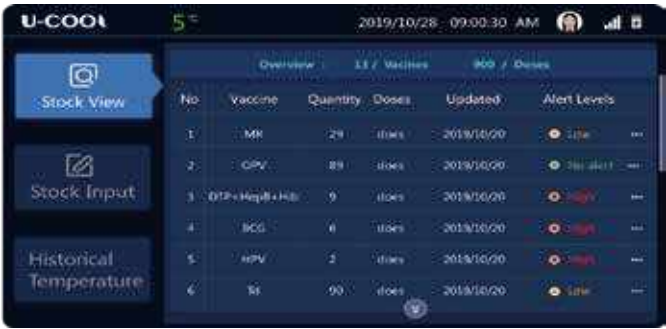 U-COOL 5° 2019/10/28 09:00:30 AM
Overview : 13 / Vaccines 900 / Doses
Stock View
No Vaccine Quantity Doses Updated Alert Levels
1 MR 29 does 2019/10/20 Low
2 OPV 89 does 2019/10/20 No alert
Stock Input
3 DTP+HepB+Hib 9 does 2019/10/20 High
4 BCG 6 does 2019/10/20 High
Historical
Temperature
5 HPV 2 does 2019/10/20 High
6 Td 90 does 2019/10/20 Low